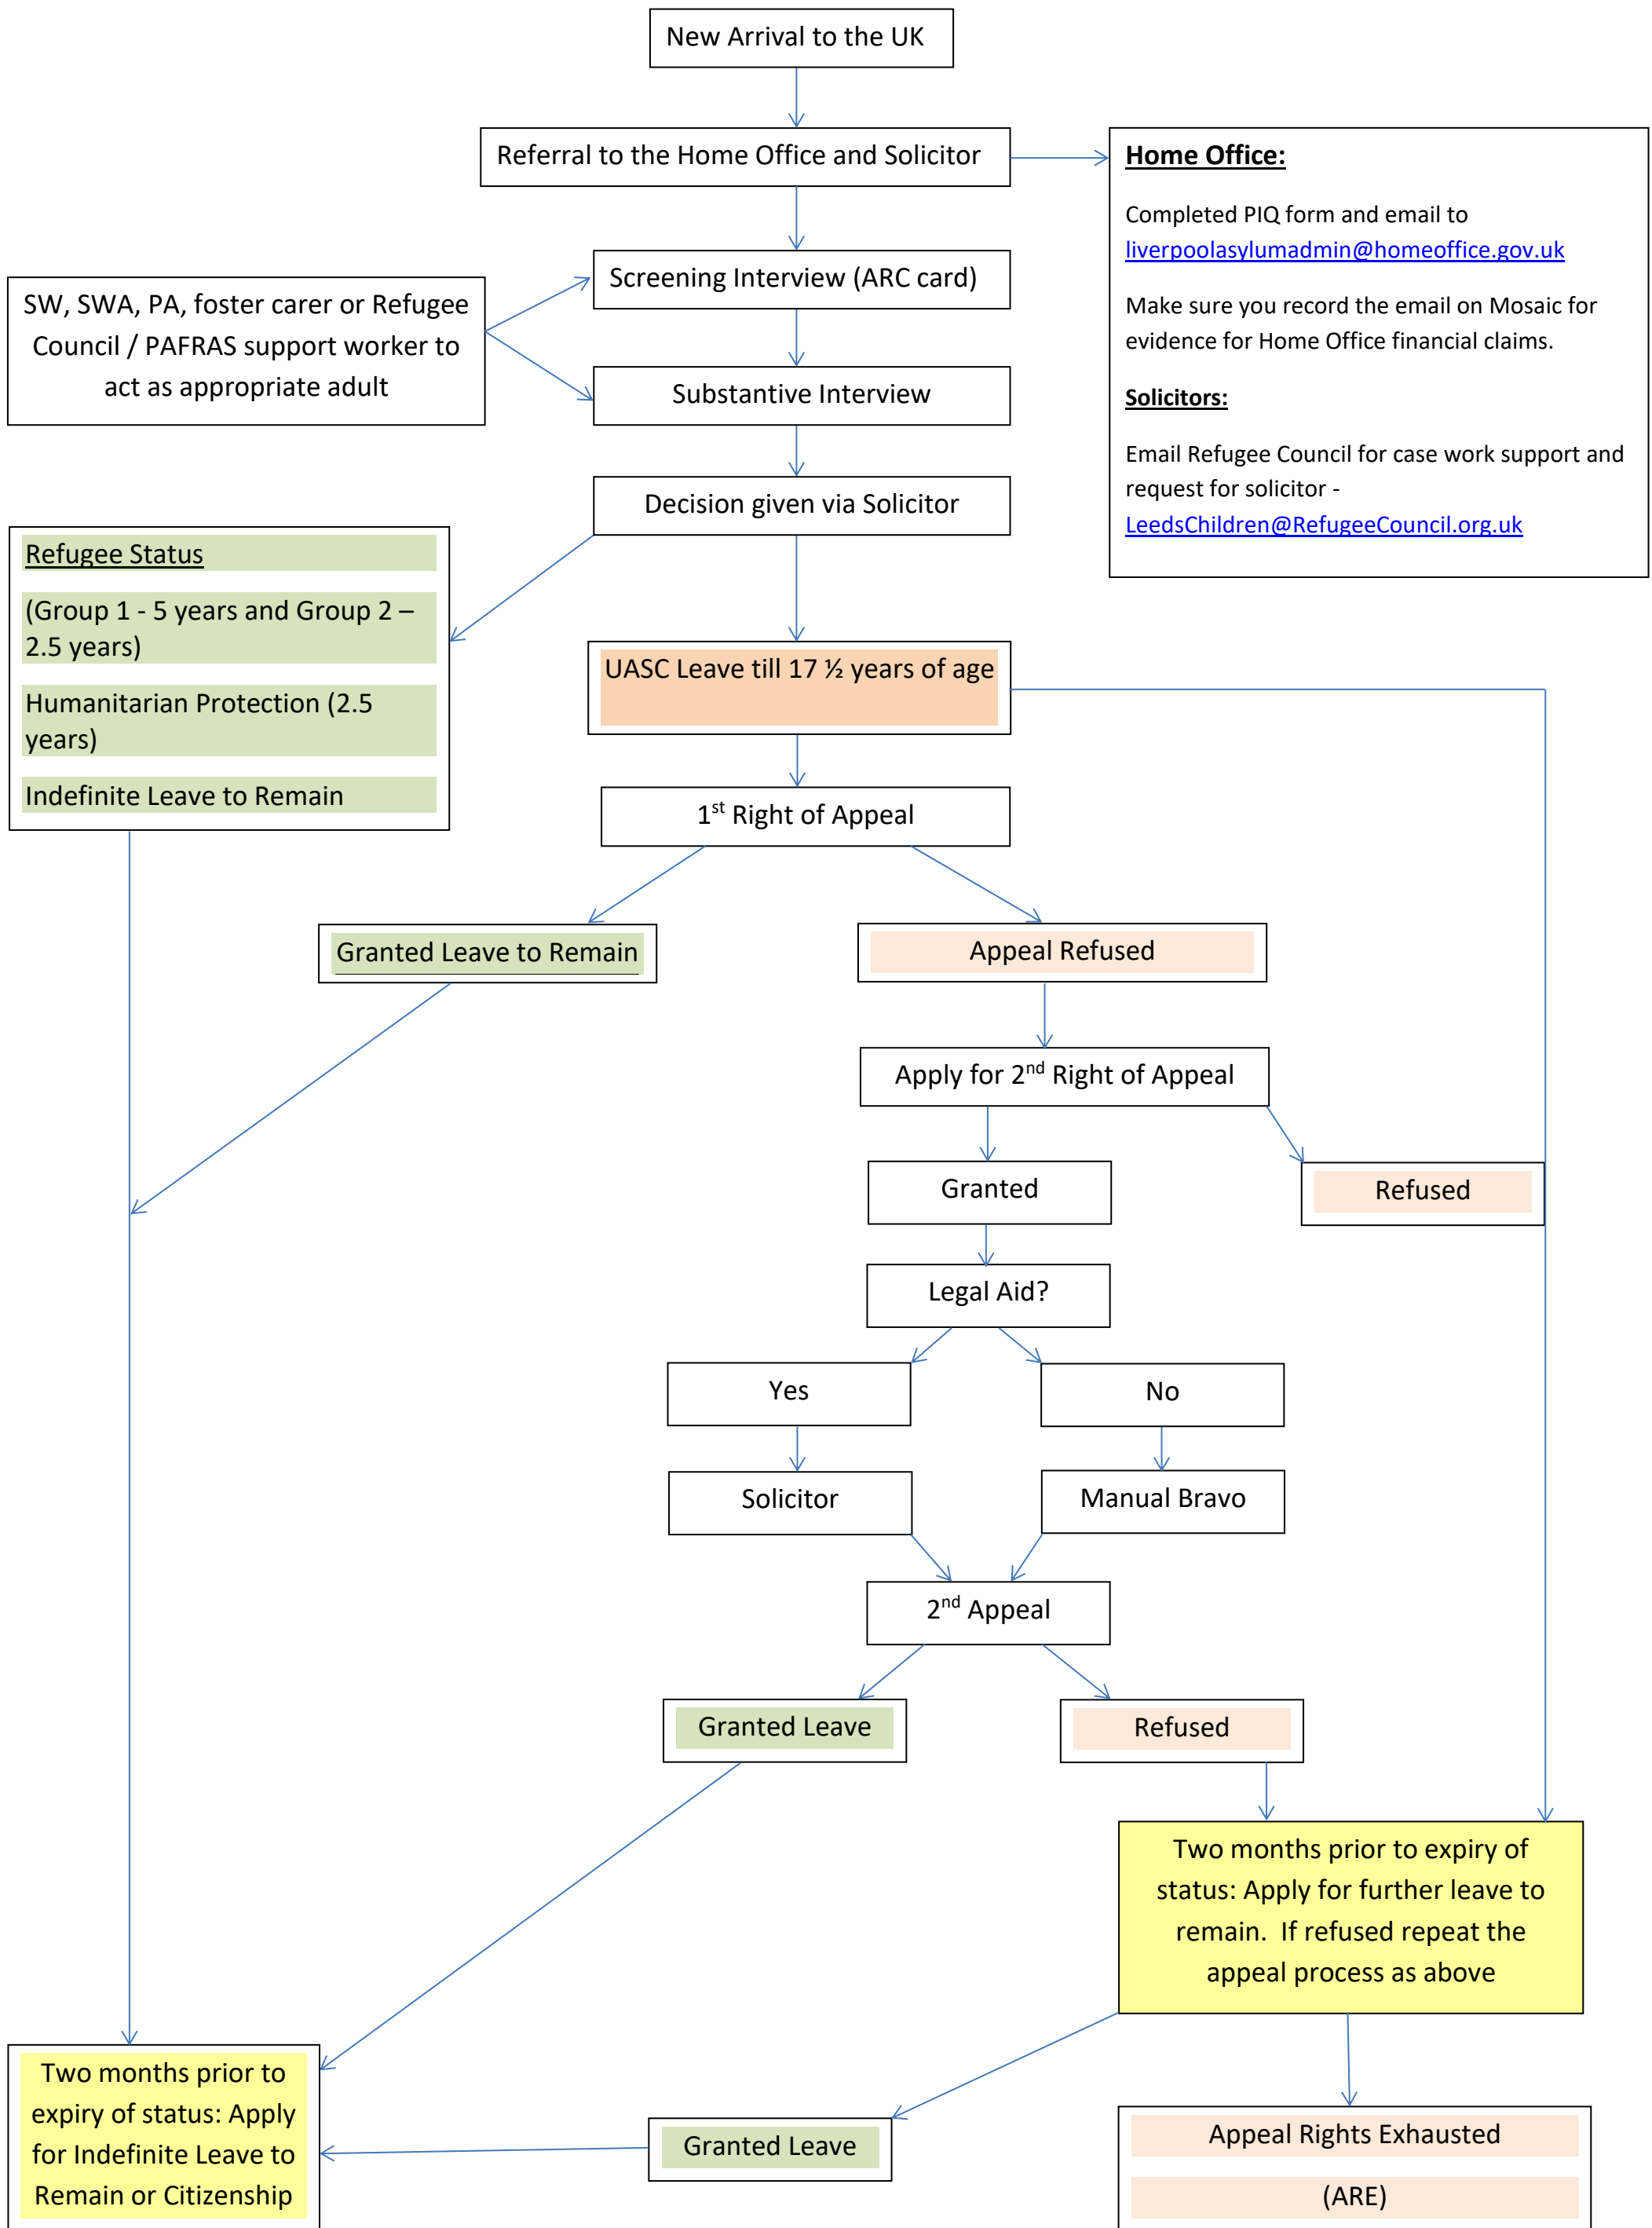 New Arrival to the UK
Referral to the Home Office and Solicitor
Home Office:
Completed PIQ form and email to
liverpoolasylumadmin@homeoffice.gov.uk
Make sure you record the email on Mosaic for
evidence for Home Office financial claims.
Solicitors:
Email Refugee Council for case work support and
request for solicitor -
LeedsChildren@RefugeeCouncil.org.uk
Screening Interview (ARC card)
SW, SWA, PA, foster carer or Refugee
Council / PAFRAS support worker to
act as appropriate adult
Substantive Interview
Decision given via Solicitor
Refugee Status
(Group 1 - 5 years and Group 2 –
2.5 years)
Humanitarian Protection (2.5
years)
Indefinite Leave to Remain
UASC Leave till 17 ½ years of age
1st Right of Appeal
Granted Leave to Remain
Appeal Refused
Apply for 2nd Right of Appeal
Granted
Refused
Legal Aid?
Yes
No
Solicitor
Manual Bravo
2nd Appeal
Granted Leave
Refused
Two months prior to expiry of
status: Apply for further leave to
remain.  If refused repeat the
appeal process as above
Two months prior to
expiry of status: Apply
for Indefinite Leave to
Remain or Citizenship
Granted Leave
Appeal Rights Exhausted
(ARE)